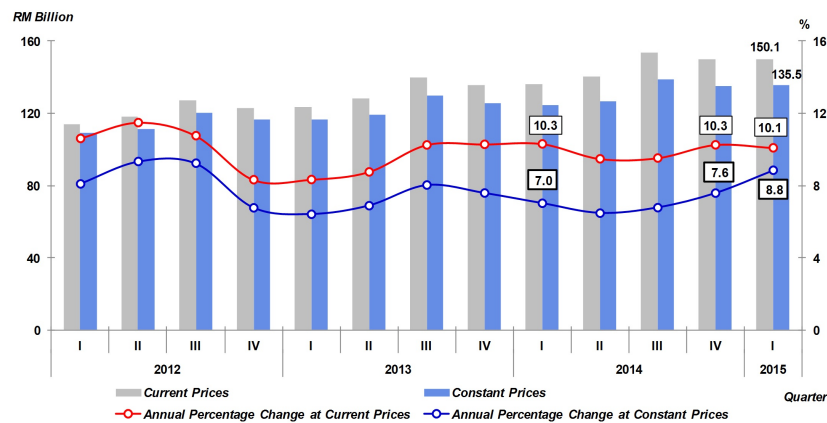 RM Billion
%
160 16
150.1
135.5
120 12
10.3 10.3 10.1
7.0 7.6 8.8
80 8
40 4
0 0
I II III IV I II III IV I II III IV I
2012 2013 2014 2015
Current Prices Constant Prices Quarter
Annual Percentage Change at Current Prices Annual Percentage Change at Constant Prices